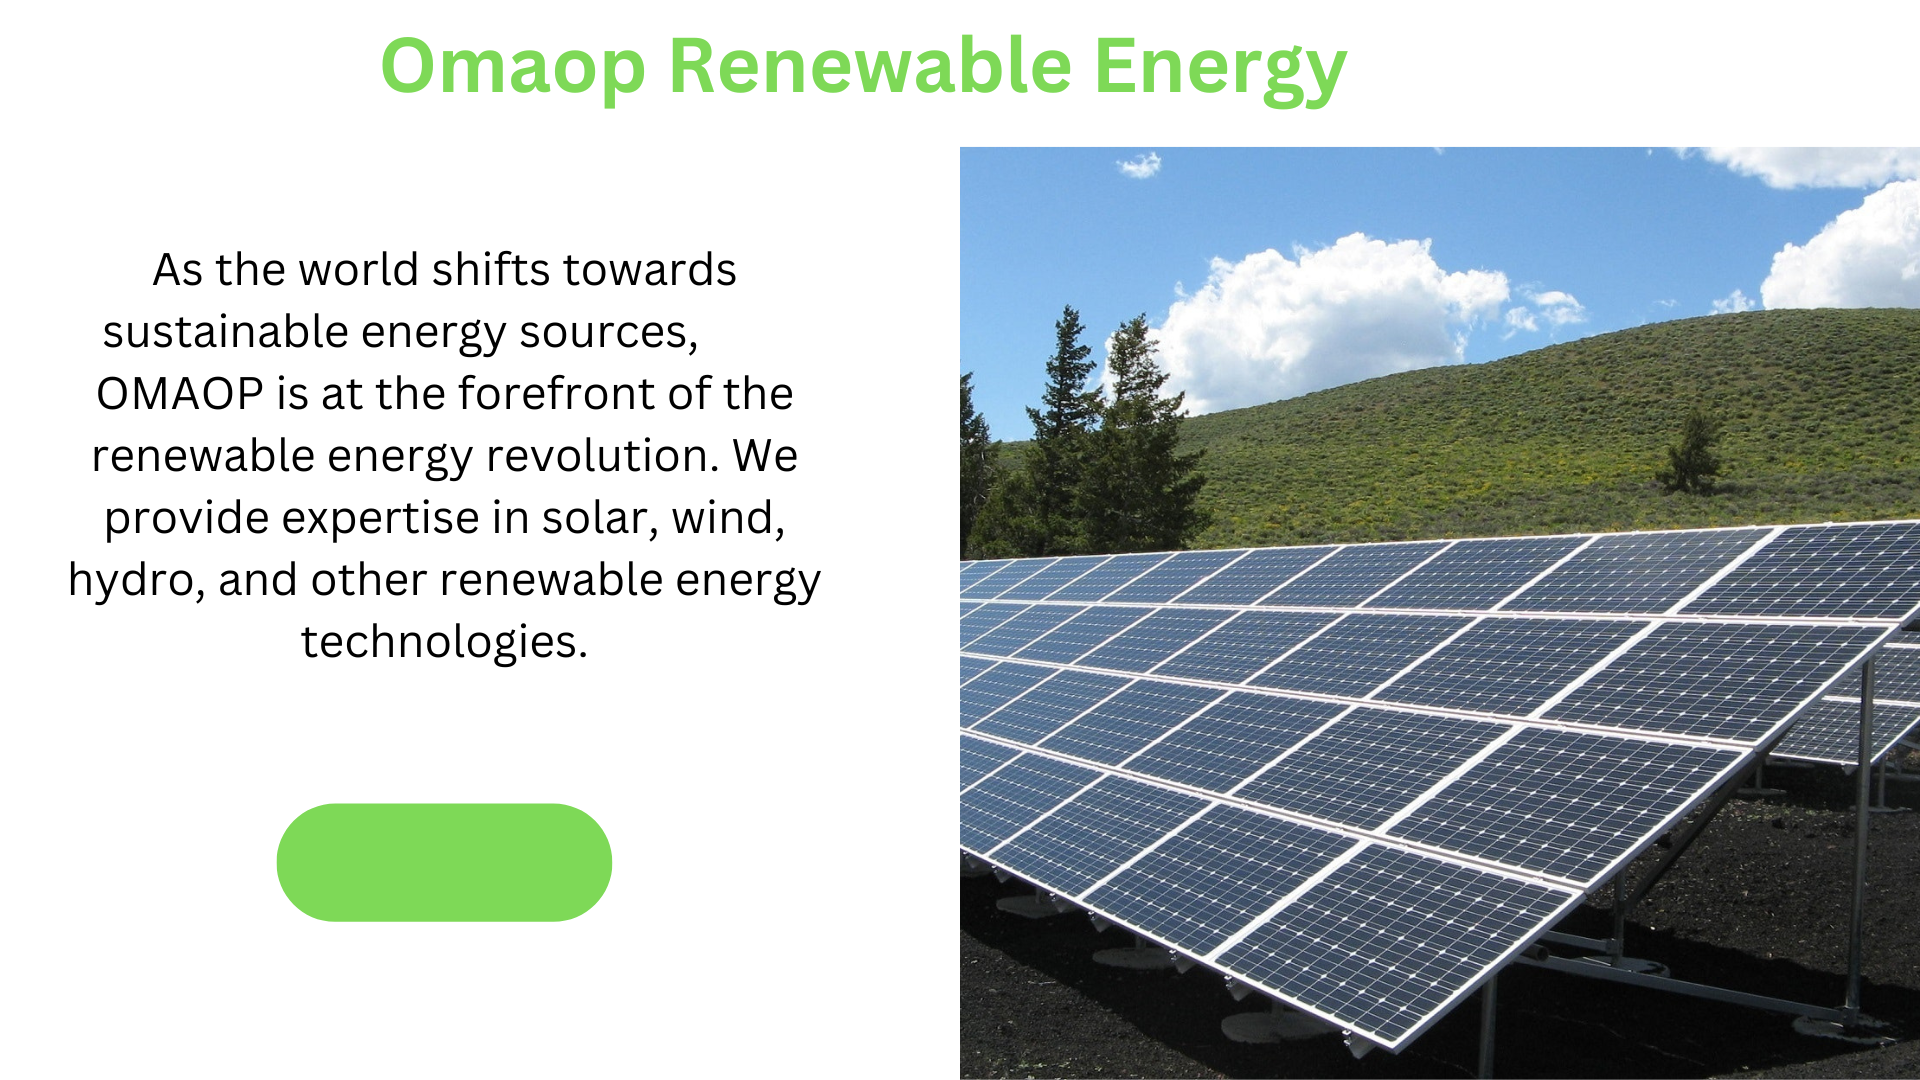 Omaop Renewable Energy
As the world shifts towards
sustainable energy sources,
OMAOP is at the forefront of the
renewable energy revolution. We
provide expertise in solar, wind,
hydro, and other renewable energy
technologies.